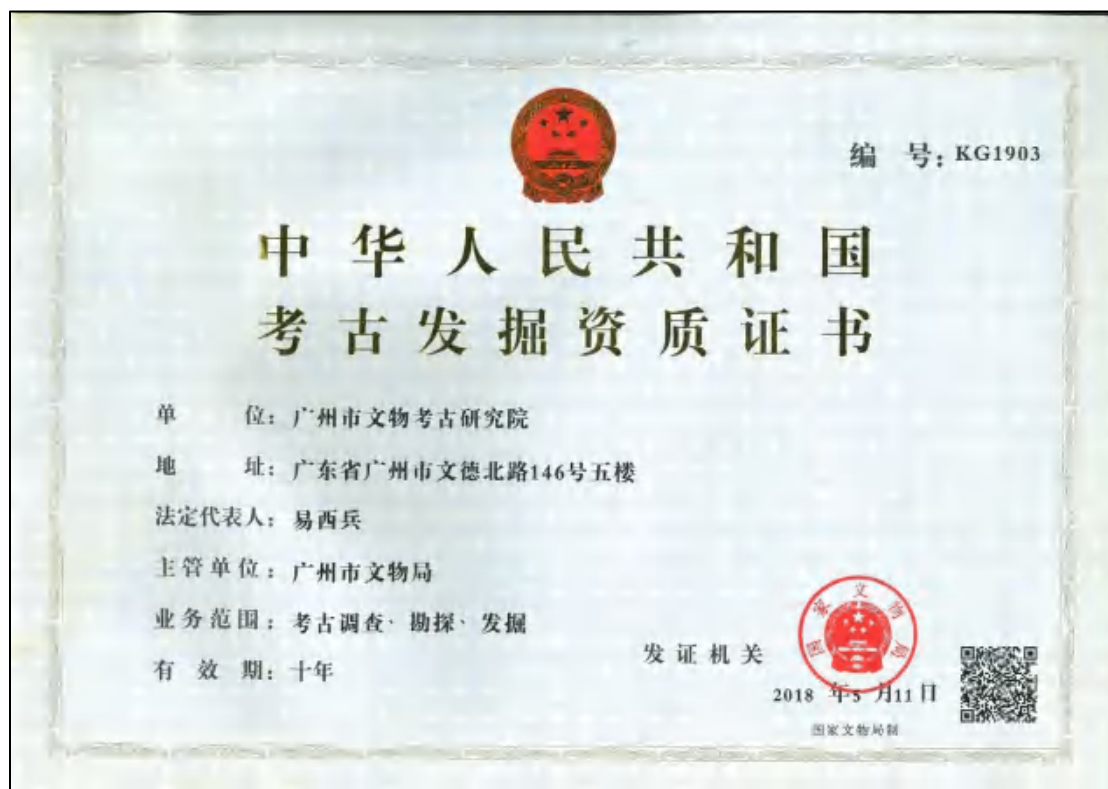 编 号：KG1903
中华人民共和国
考古发掘资质证书
单 位：广州市文物考古研究院
地 址：广东省广州市文德北路146号五楼
法定代表人：易西兵
主管单位：广州市文物局
业务范围：考古调查、勘探、发掘
有 效 期：十年
发证机关
国家文物局
2018 年5 月11 日
国家文物局制